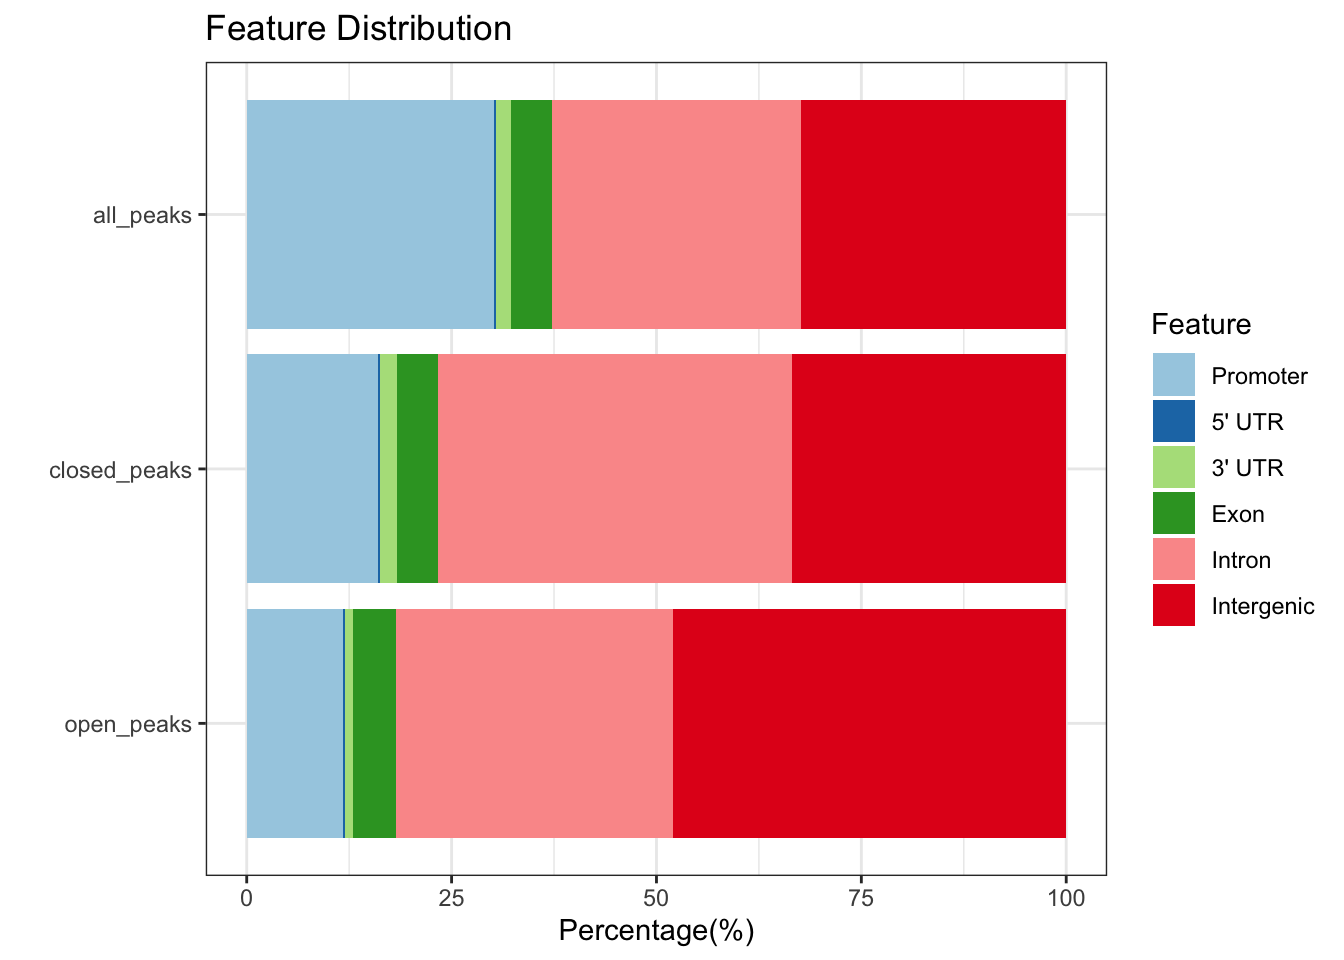 Feature Distribution
all_peaks
closed_peaks
open_peaks
0 25 50 75 100
Percentage(%)
Feature
Promoter
5' UTR
3' UTR
Exon
Intron
Intergenic